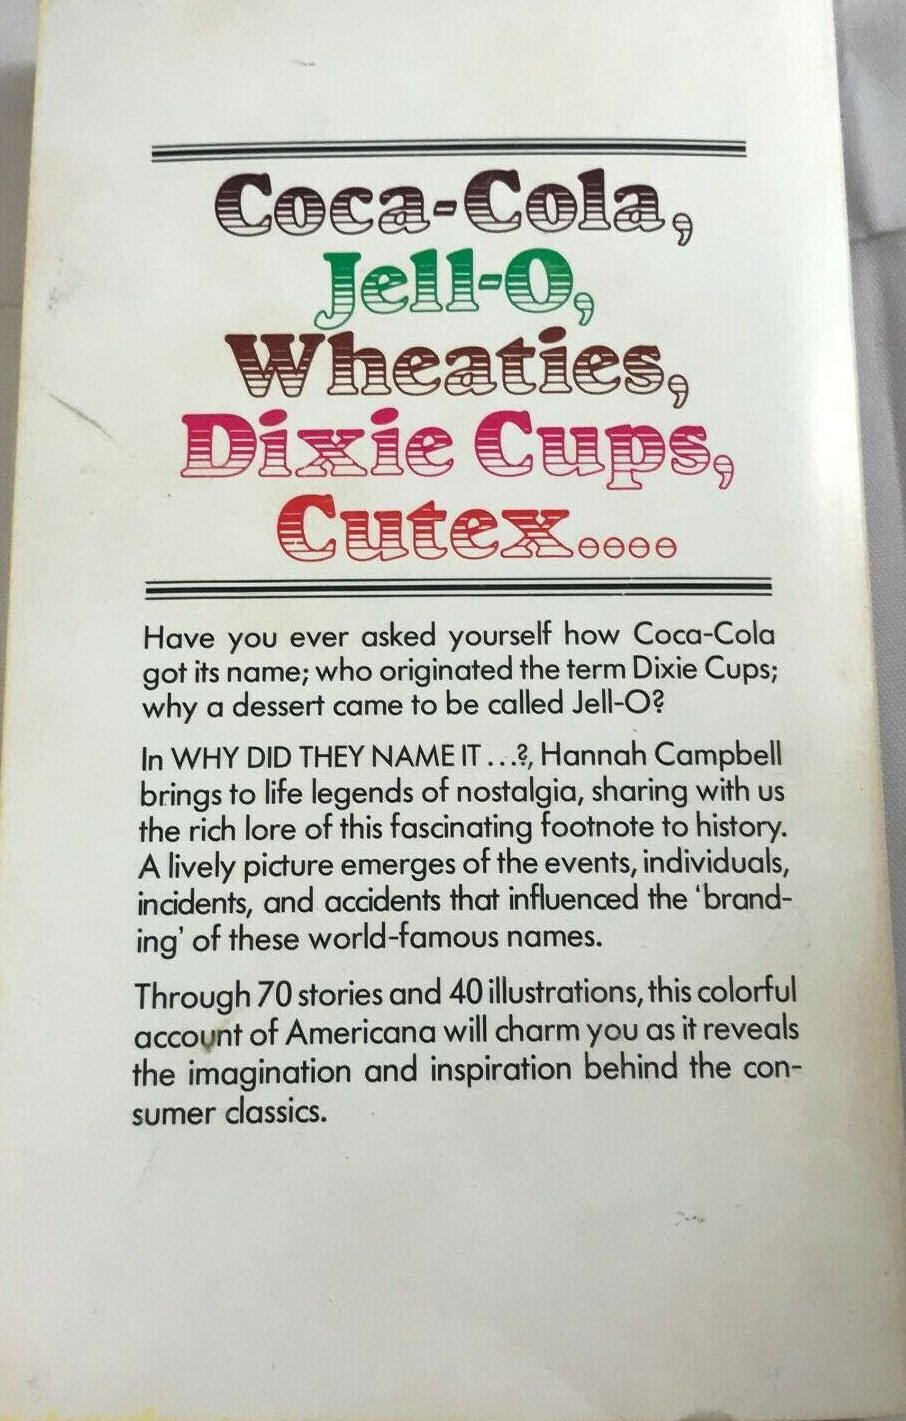 Coca-Cola,
Jell-O,
Wheaties,
Dixie Cups,
Cutex....
Have you ever asked yourself how Coca-Cola
got its name; who originated the term Dixie Cups;
why a dessert came to be called Jell-O?
In WHY DID THEY NAME IT ...?, Hannah Campbell
brings to life legends of nostalgia, sharing with us
the rich lore of this fascinating footnote to history.
A lively picture emerges of the events, individuals,
incidents, and accidents that influenced the ‘brand-
ing’ of these world-famous names.
Through 70 stories and 40 illustrations, this colorful
account of Americana will charm you as it reveals
the imagination and inspiration behind the con-
sumer classics.